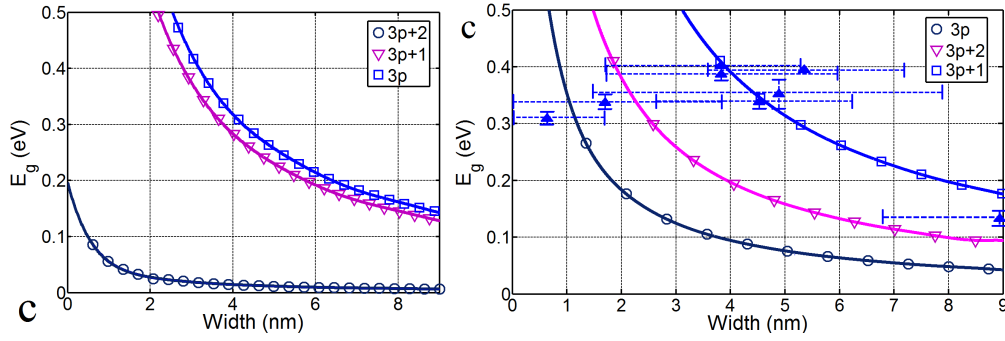 0.5
0.4
0.3
0.2
0.1
0
E_g (eV)
0 2 4 6 8
Width (nm)
3p+2
3p+1
3p
c
c
0.5
0.4
0.3
0.2
0.1
0
E_g (eV)
1 2 3 4 5 6 7 8 9
Width (nm)
3p
3p+2
3p+1